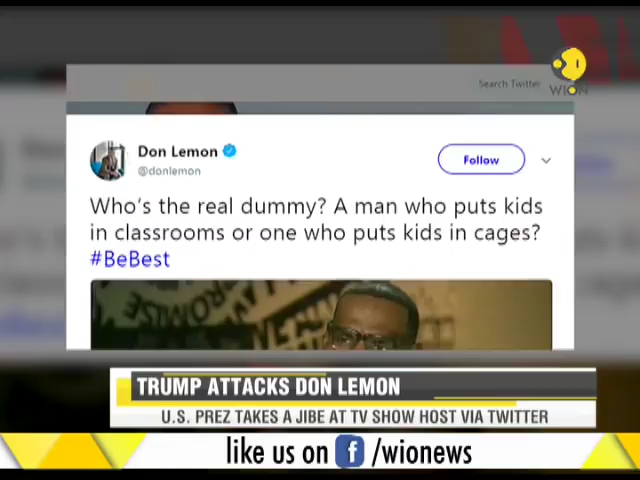 Search Twitter
WION
Don Lemon
@donlemon
Follow
Who's the real dummy? A man who puts kids
in classrooms or one who puts kids in cages?
#BeBest
PROMISE
TRUMP ATTACKS DON LEMON
U.S. PREZ TAKES A JIBE AT TV SHOW HOST VIA TWITTER
like us on f /wionews